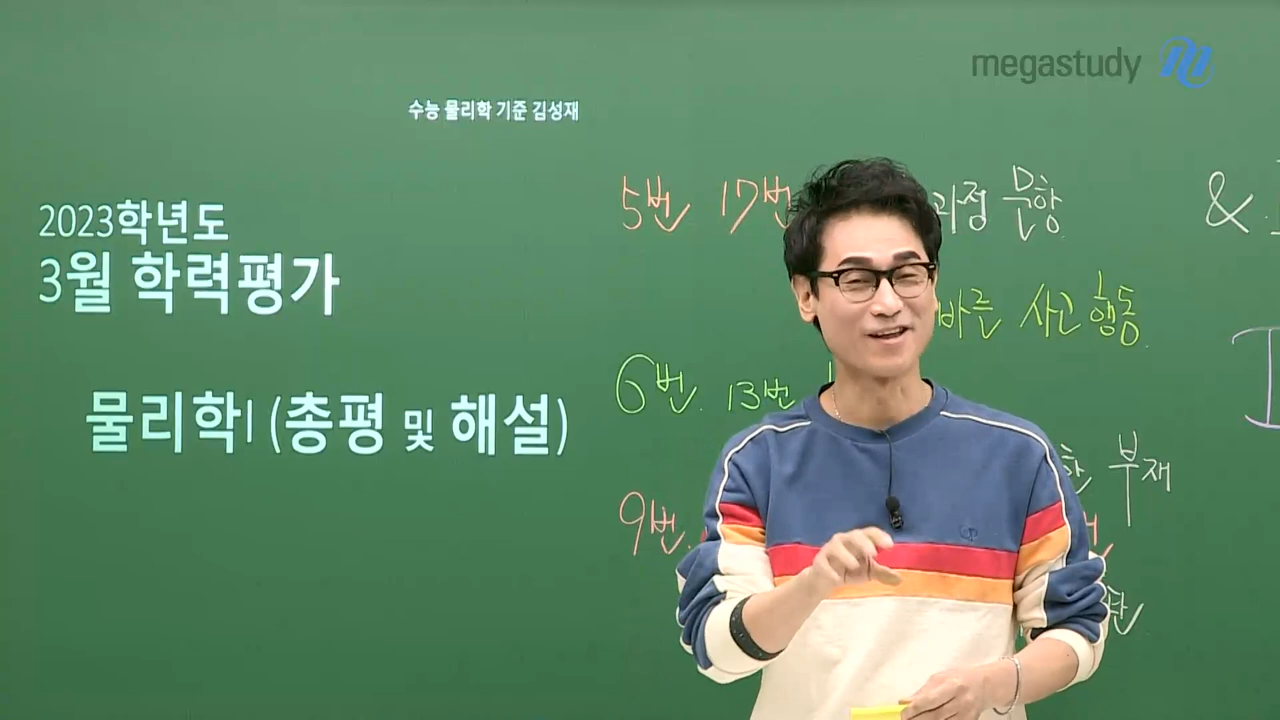 megastudy
수능 물리학 기준 김성재
2023학년도
3월 학력평가
물리학I (총평 및 해설)
5번 17번 과정 문항 &
바른 사고 행동
6번 13번
부재
9번